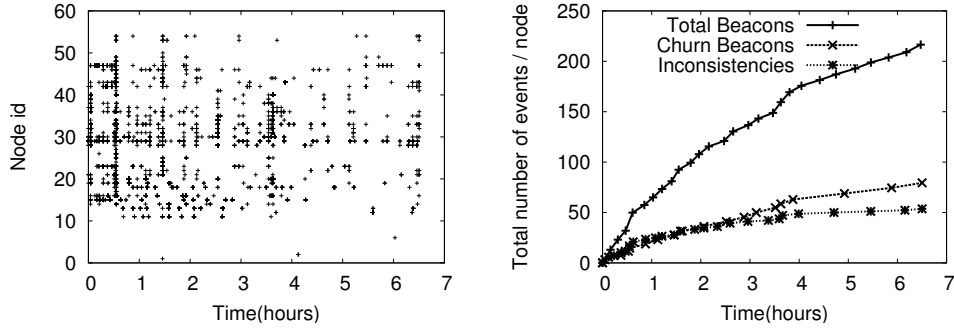 60
50
40
30
20
10
0
Node id
0 1 2 3 4 5 6 7
Time(hours)
250
200
150
100
50
0
Total number of events / node
Total Beacons
Churn Beacons
Inconsistencies
0 1 2 3 4 5 6 7
Time(hours)